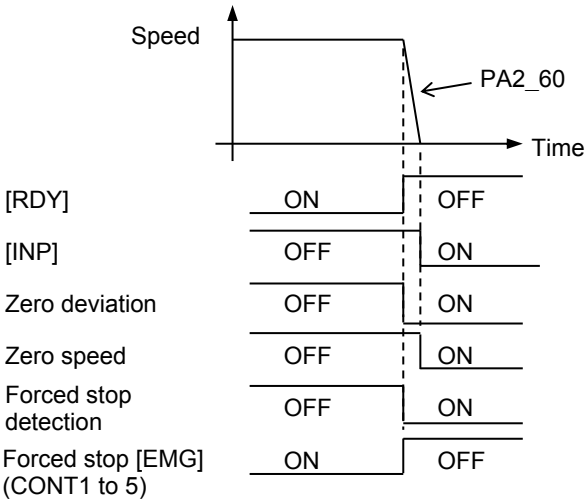 Speed
PA2_60
Time
[RDY] ON OFF
[INP] OFF ON
Zero deviation OFF ON
Zero speed OFF ON
Forced stop
detection OFF ON
Forced stop [EMG] ON OFF
(CONT1 to 5)